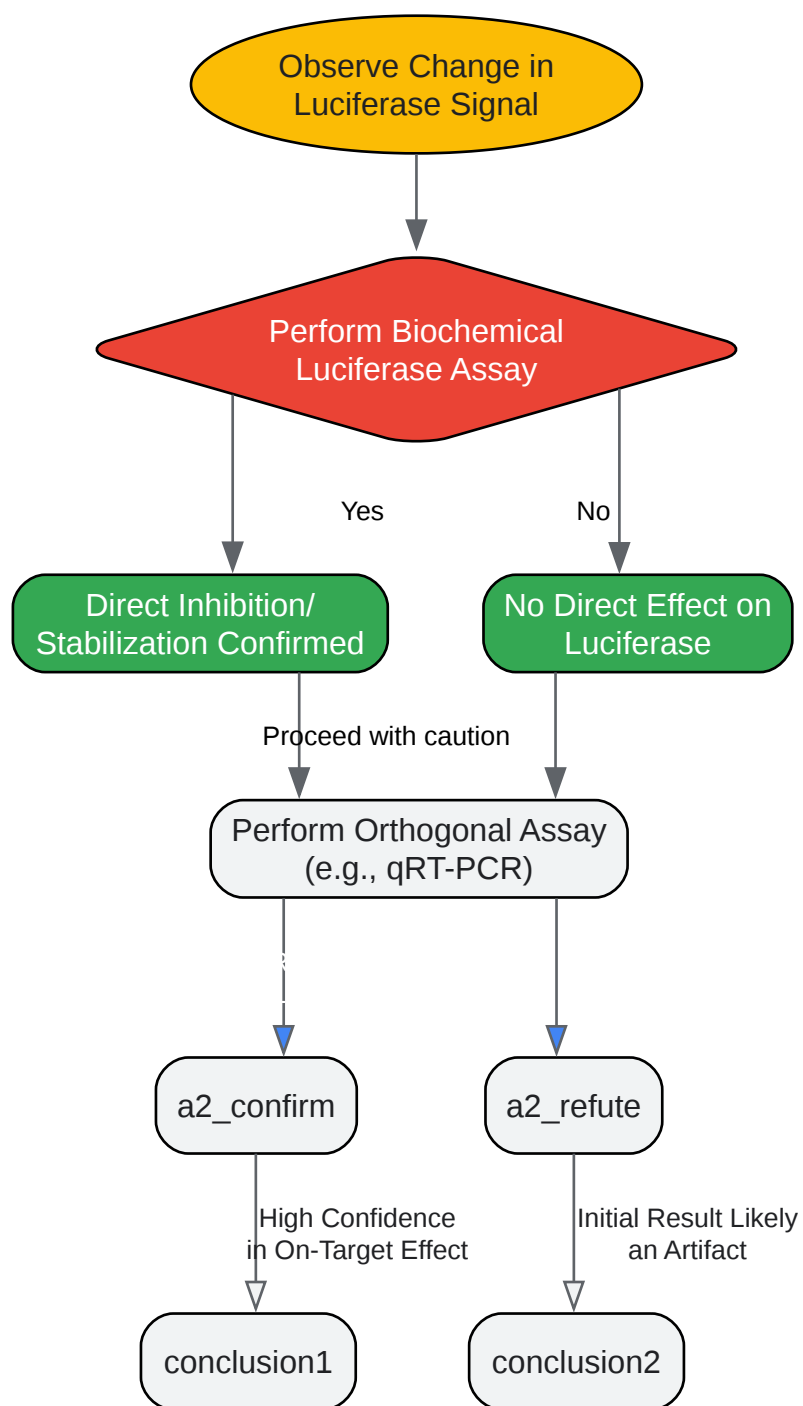 Observe Change in
Luciferase Signal
Perform Biochemical
Luciferase Assay
Yes
No
Direct Inhibition/
Stabilization Confirmed
No Direct Effect on
Luciferase
Proceed with caution
Perform Orthogonal Assay
(e.g., qRT-PCR)
a2_confirm
a2_refute
High Confidence
in On-Target Effect
Initial Result Likely
an Artifact
conclusion1
conclusion2